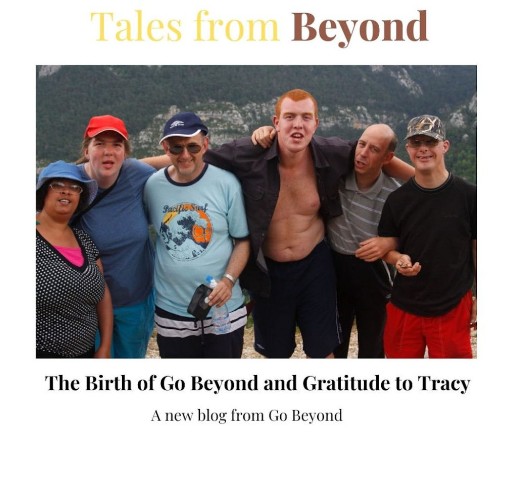 Tales from Beyond
Pacific Surf
The Birth of Go Beyond and Gratitude to Tracy
A new blog from Go Beyond